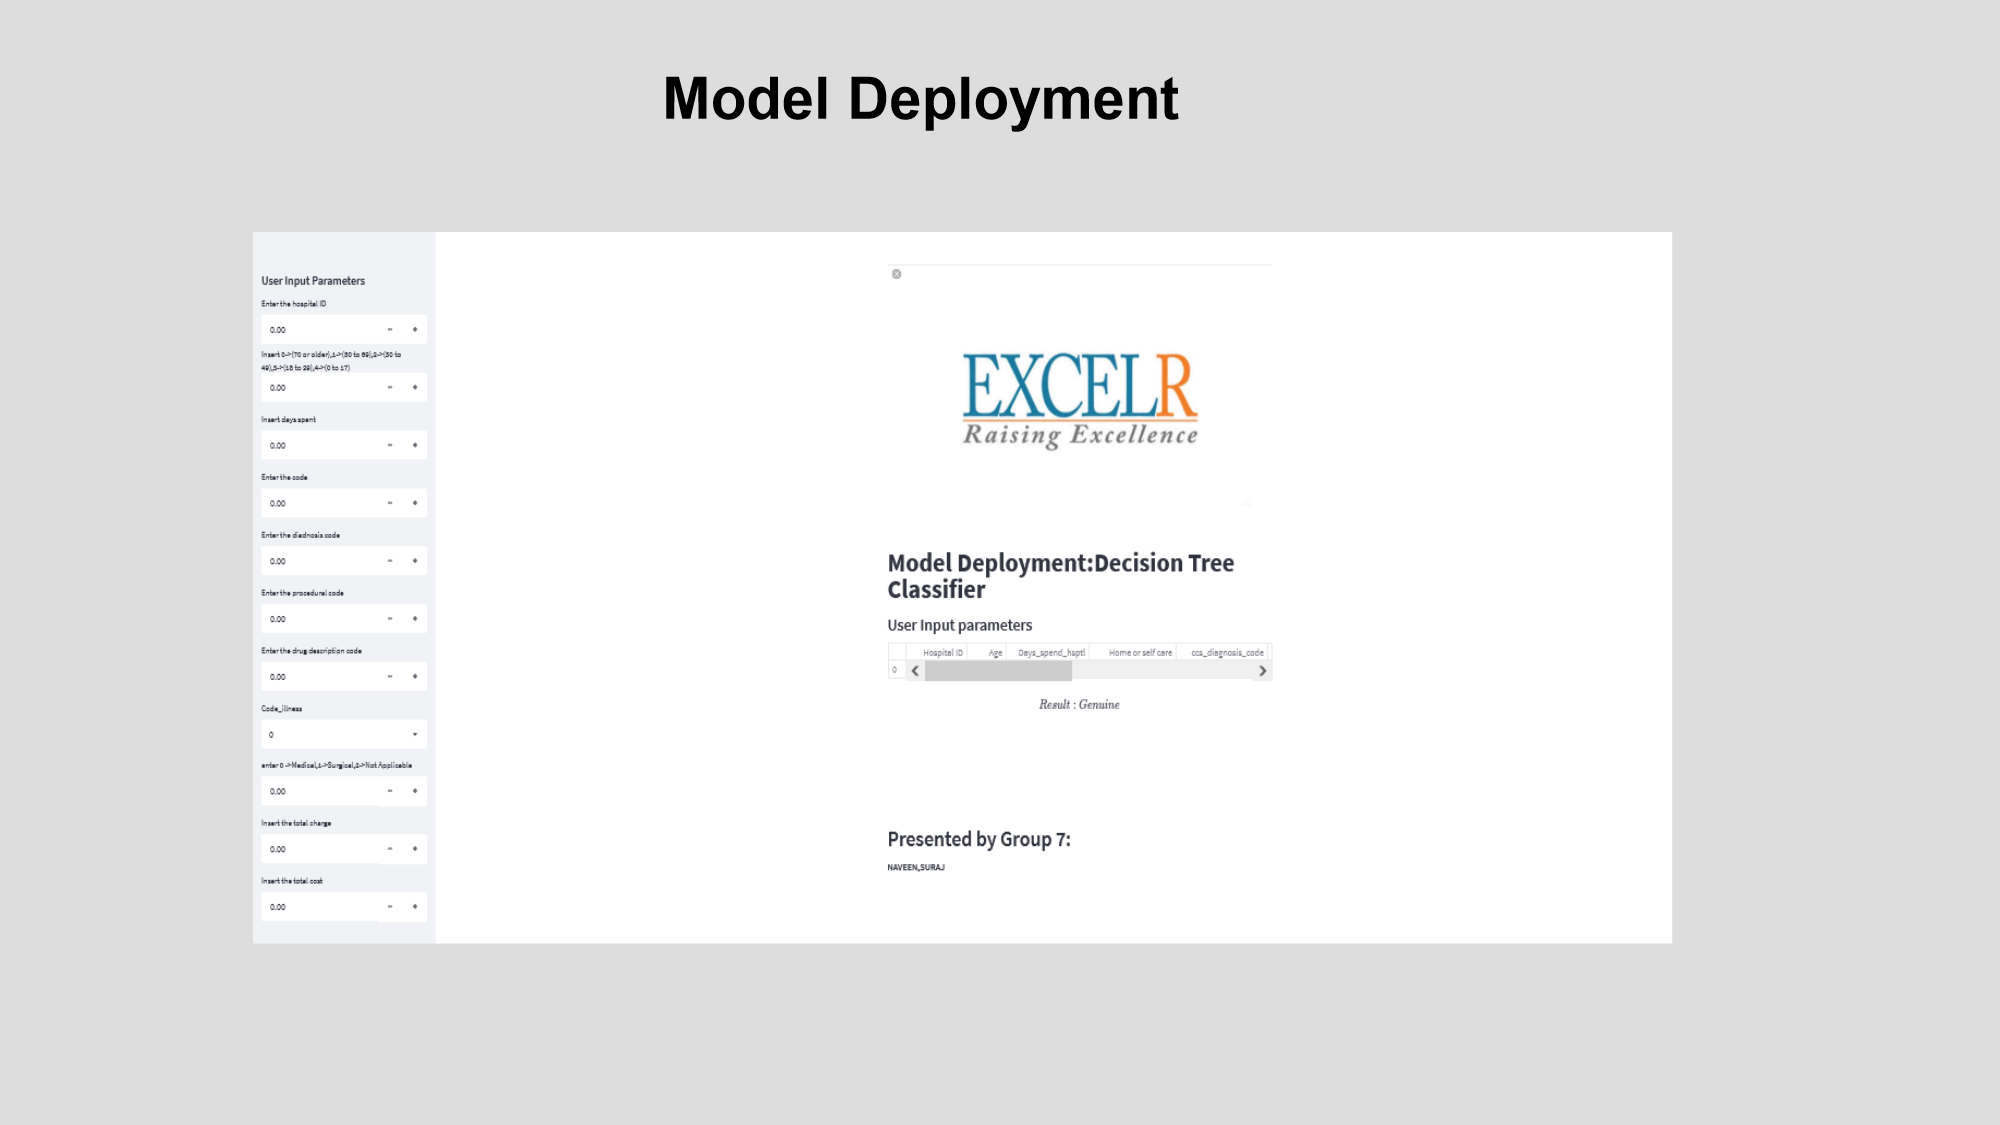 Model Deployment
User Input Parameters
Enter the hospital ID
0.00
Insert 0->(70 or older),1->(50 to 69),2->(30 to
49),3->(18 to 29),4->(0 to 17)
0.00
Insert days spent
0.00
Enter the code
0.00
Enter the diadnosis code
0.00
Enter the procedural code
0.00
Enter the drug description code
0.00
Code_illness
0
enter 0 ->Medical,1->Surgical,2->Not Applicable
0.00
Insert the total charge
0.00
Insert the total cost
0.00
EXCELR
Raising Excellence
Model Deployment:Decision Tree
Classifier
User Input parameters
Hospital ID Age Days_spend_hsptl Home or self care ccs_diagnosis_code
0
Result : Genuine
Presented by Group 7:
NAVEEN,SURAJ